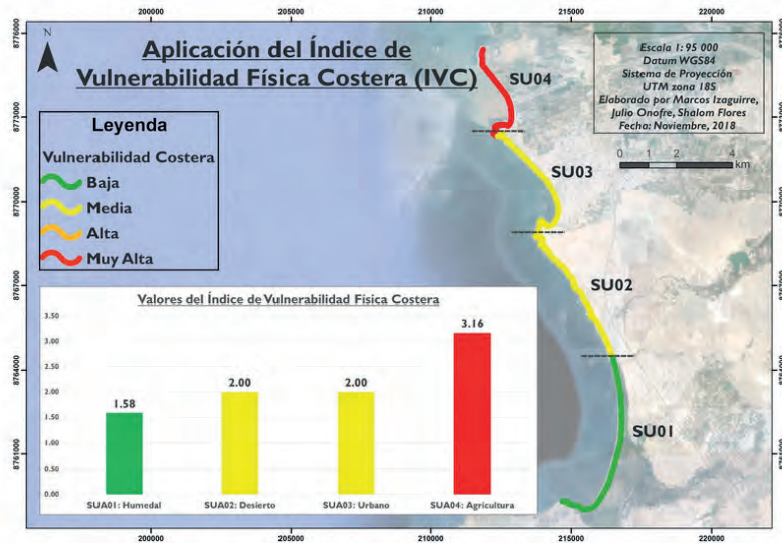 200000 205000 210000 215000 220000
8776000
8773000
8770000
8767000
8764000
8761000
8776000
8770000
8767000
8764000
N
Aplicación del Índice de
Vulnerabilidad Física Costera (IVC)
Escala 1: 95 000
Datum WGS84
Sistema de Proyección
UTM zona 18S
Elaborado por Marcos Izaguirre,
Julio Onofre, Shalom Flores
Fecha: Noviembre, 2018
0 1 2 4
km
Leyenda
Vulnerabilidad Costera
Baja
Media
Alta
Muy Alta
SU04
SU03
SU02
SU01
Valores del Índice de Vulnerabilidad Física Costera
3.50
3.00
2.50
2.00
1.50
1.00
0.50
0.00
1.58
2.00
2.00
3.16
SUA01: Humedal
SUA02: Desierto
SUA03: Urbano
SUA04: Agricultura
200000 205000 210000 215000 220000